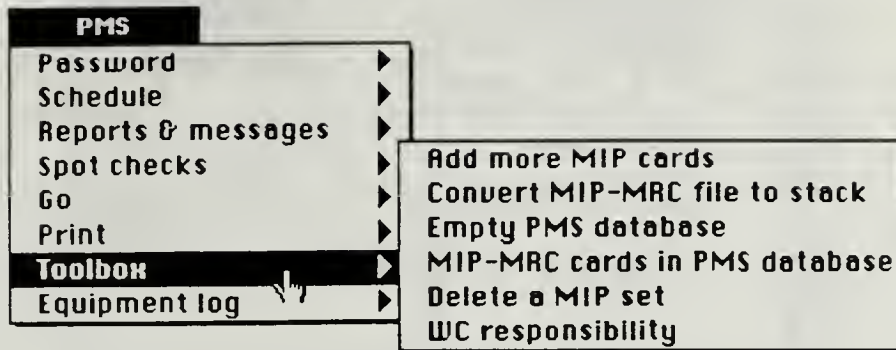 PMS
Password
Schedule
Reports & messages
Spot checks
Go
Print
Toolbox
Equipment log
Add more MIP cards
Convert MIP-MRC file to stack
Empty PMS database
MIP-MRC cards in PMS database
Delete a MIP set
WC responsibility